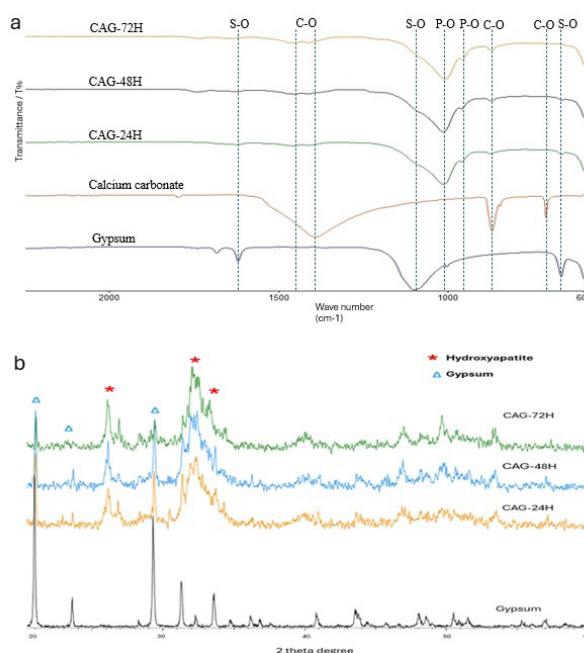 a
S-O C-O S-O P-O P-O C-O C-O S-O
CAG-72H
CAG-48H
CAG-24H
Calcium carbonate
Gypsum
Transmittance / T%
2000 1500 1000 600
Wave number
(cm-1)
b
* Hydroxyapatite
Δ Gypsum
CAG-72H
CAG-48H
CAG-24H
Gypsum
20 30 40 50
2 theta degree